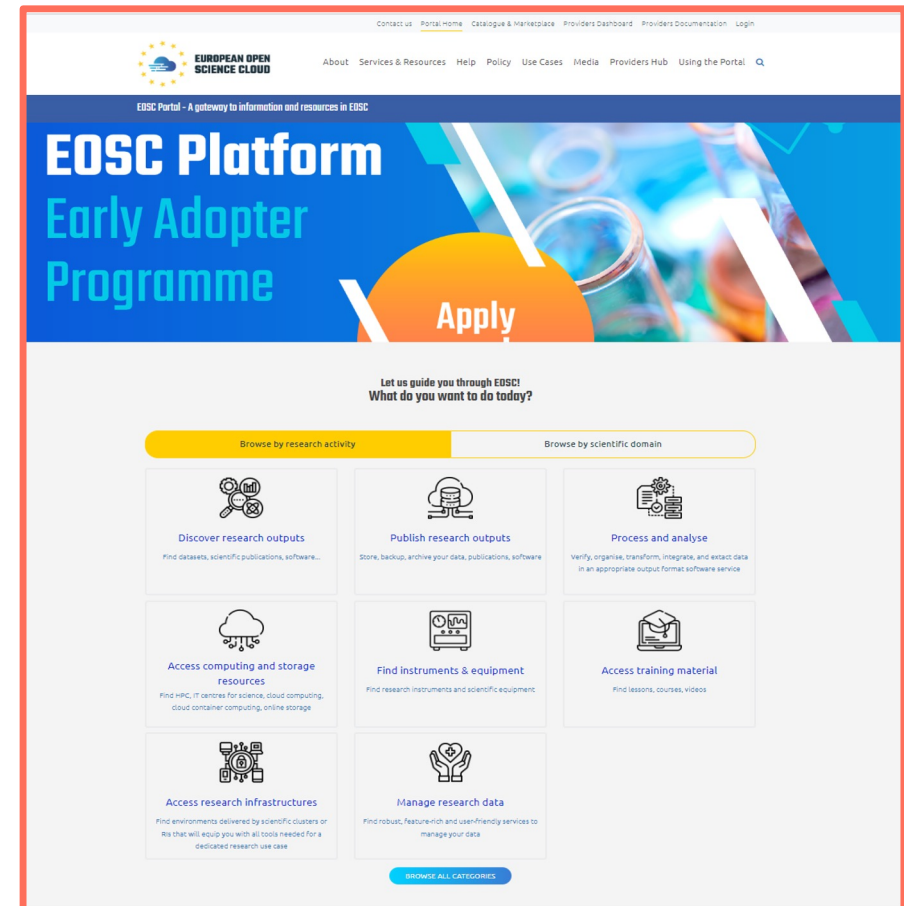 Contact us Portal Home Catalogue & Marketplace Providers Dashboard Providers Documentation Login
EUROPEAN OPEN
SCIENCE CLOUD
About Services & Resources Help Policy Use Cases Media Providers Hub Using the Portal
EOSC Portal - A gateway to information and resources in EOSC
EOSC Platform
Early Adopter
Programme
Apply
Let us guide you through EOSC!
What do you want to do today?
Browse by research activity Browse by scientific domain
Discover research outputs
Find datasets, scientific publications, software...
Publish research outputs
Store, backup, archive your data, publications, software
Process and analyse
Verify, organise, transform, integrate, and extact data
in an appropriate output format software service
Access computing and storage
resources
Find HPC, IT centres for science, cloud computing,
cloud container computing, online storage
Find instruments & equipment
Find research instruments and scientific equipment
Access training material
Find lessons, courses, videos
Access research infrastructures
Find environments delivered by scientific clusters or
RIs that will equip you with all tools needed for a
dedicated research use case
Manage research data
Find robust, feature-rich and user-friendly services to
manage your data
BROWSE ALL CATEGORIES